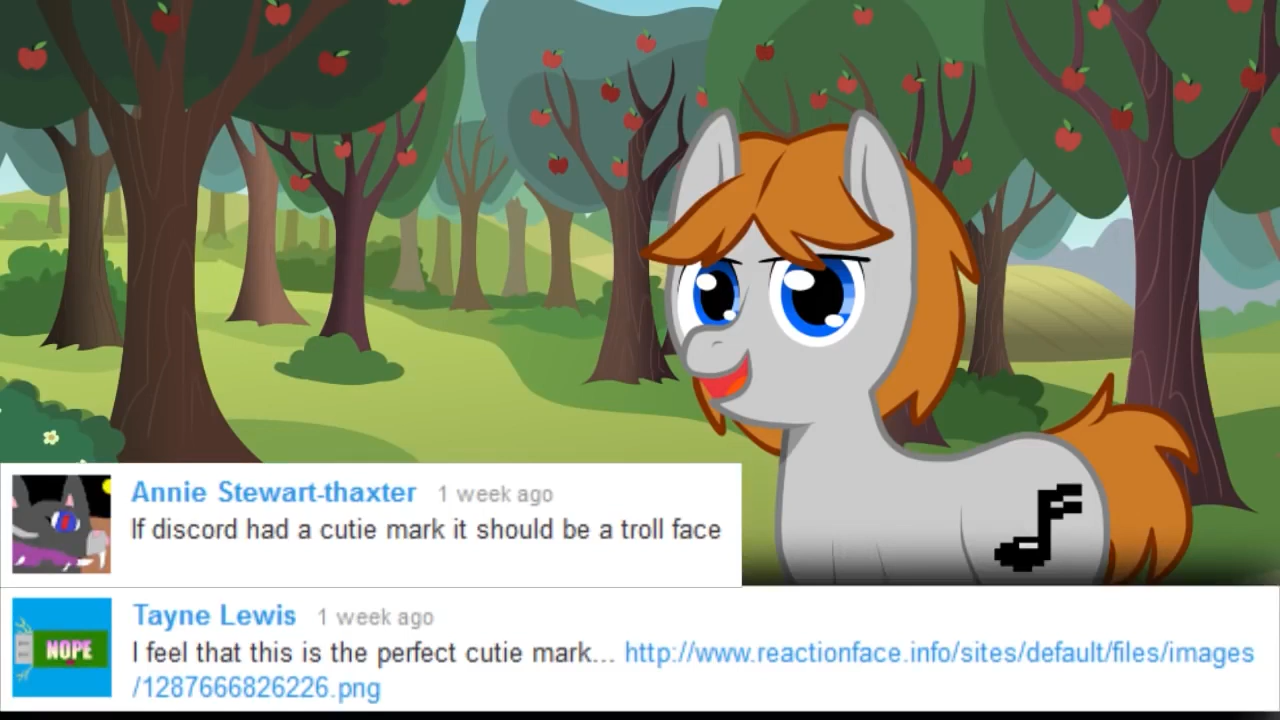 Annie Stewart-thaxter 1 week ago
If discord had a cutie mark it should be a troll face
NOPE
Tayne Lewis 1 week ago
I feel that this is the perfect cutie mark... http://www.reactionface.info/sites/default/files/images
/1287666826226.png